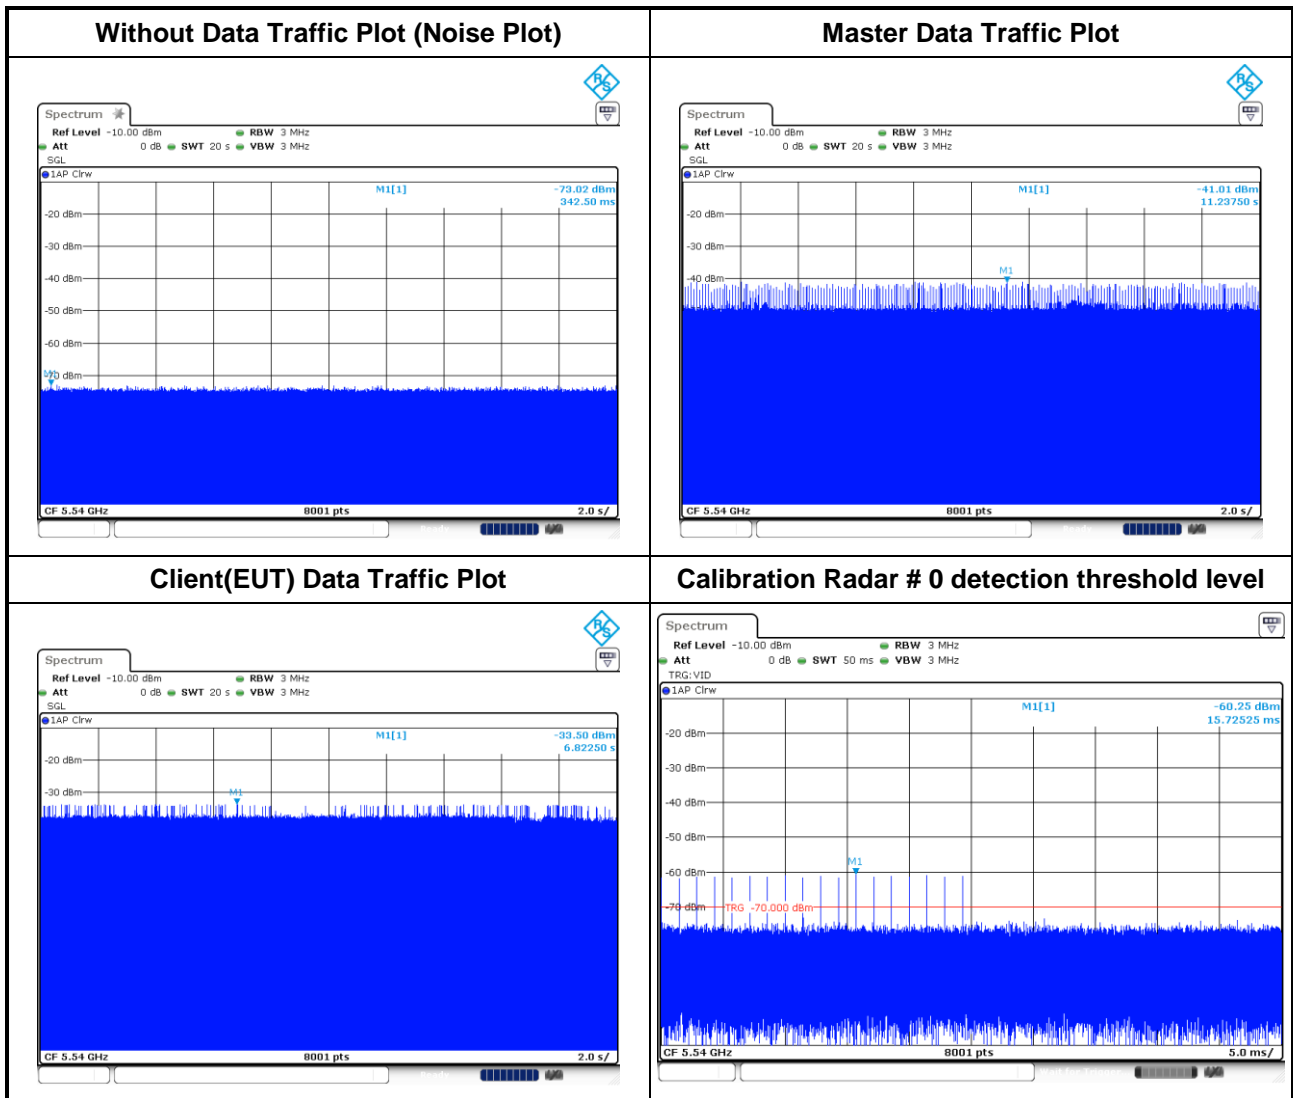 Without Data Traffic Plot (Noise Plot)
R&S
Spectrum
Ref Level -10.00 dBm RBW 3 MHz
Att 0 dB SWT 20 s VBW 3 MHz
SGL
1AP Clrw
M1[1] -73.02 dBm
342.50 ms
-20 dBm
-30 dBm
-40 dBm
-50 dBm
-60 dBm
M1
-70 dBm
CF 5.54 GHz 8001 pts 2.0 s/
Master Data Traffic Plot
R&S
Spectrum
Ref Level -10.00 dBm RBW 3 MHz
Att 0 dB SWT 20 s VBW 3 MHz
SGL
1AP Clrw
M1[1] -41.01 dBm
11.23750 s
-20 dBm
-30 dBm
M1
-40 dBm
CF 5.54 GHz 8001 pts 2.0 s/
Client(EUT) Data Traffic Plot
R&S
Spectrum
Ref Level -10.00 dBm RBW 3 MHz
Att 0 dB SWT 20 s VBW 3 MHz
SGL
1AP Clrw
M1[1] -33.50 dBm
6.82250 s
-20 dBm
-30 dBm
M1
CF 5.54 GHz 8001 pts 2.0 s/
Calibration Radar # 0 detection threshold level
Spectrum
Ref Level -10.00 dBm RBW 3 MHz
Att 0 dB SWT 50 ms VBW 3 MHz
TRG:VID
1AP Clrw
M1[1] -60.25 dBm
15.72525 ms
-20 dBm
-30 dBm
-40 dBm
-50 dBm
M1
-60 dBm
-70 dBm TRG -70.000 dBm
CF 5.54 GHz 8001 pts 5.0 ms/